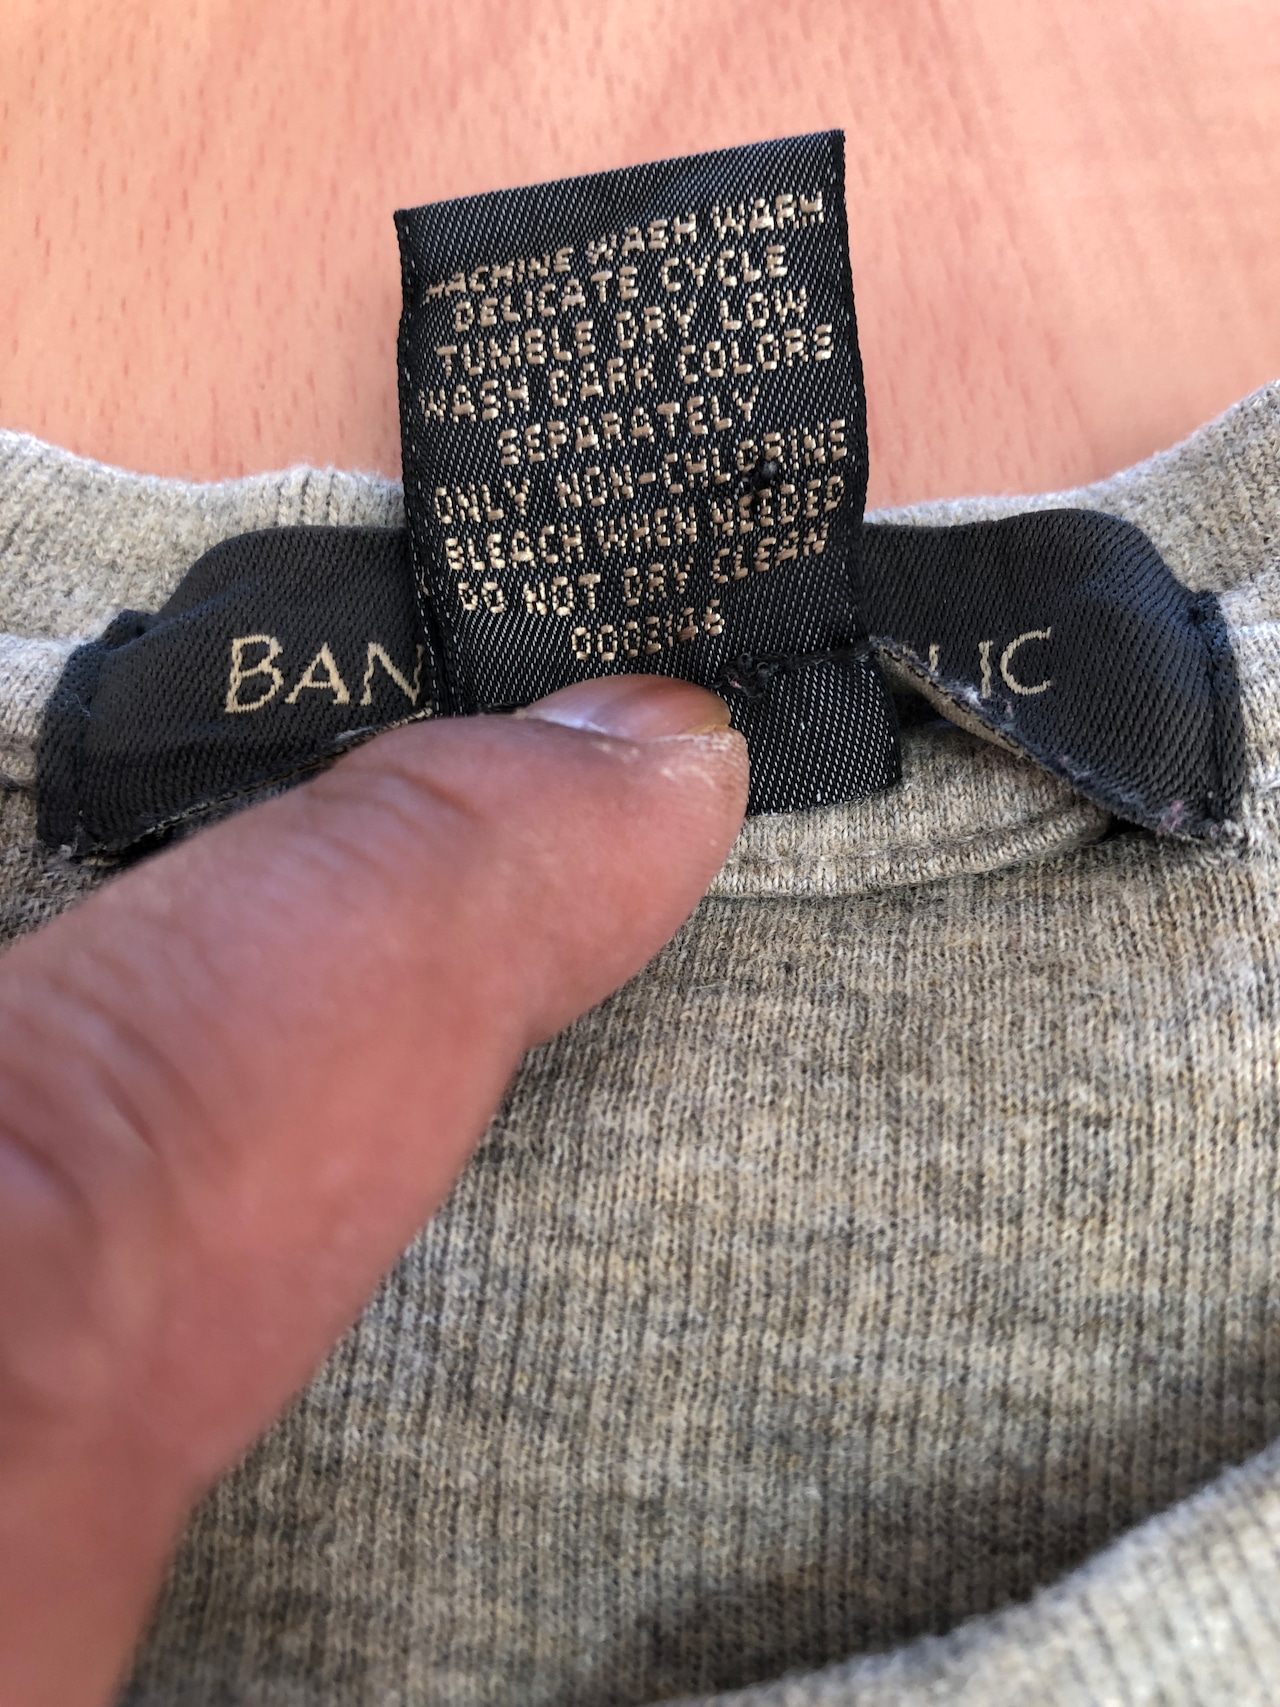 MACHINE WASH WARM
DELICATE CYCLE
TUMBLE DRY LOW
WASH DARK COLORS
SEPARATELY
ONLY NON-CHLORINE
BLEACH WHEN NEEDED
DO NOT DRY CLEAN
BAN LIC